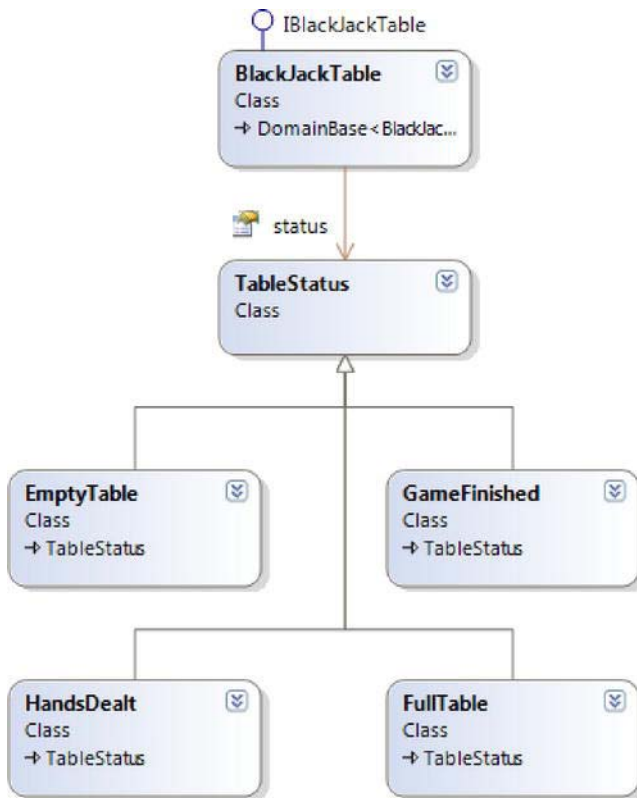 IBlackJackTable
BlackJackTable
Class
DomainBase<BlackJac...
status
TableStatus
Class
EmptyTable
Class
TableStatus
GameFinished
Class
TableStatus
HandsDealt
Class
TableStatus
FullTable
Class
TableStatus